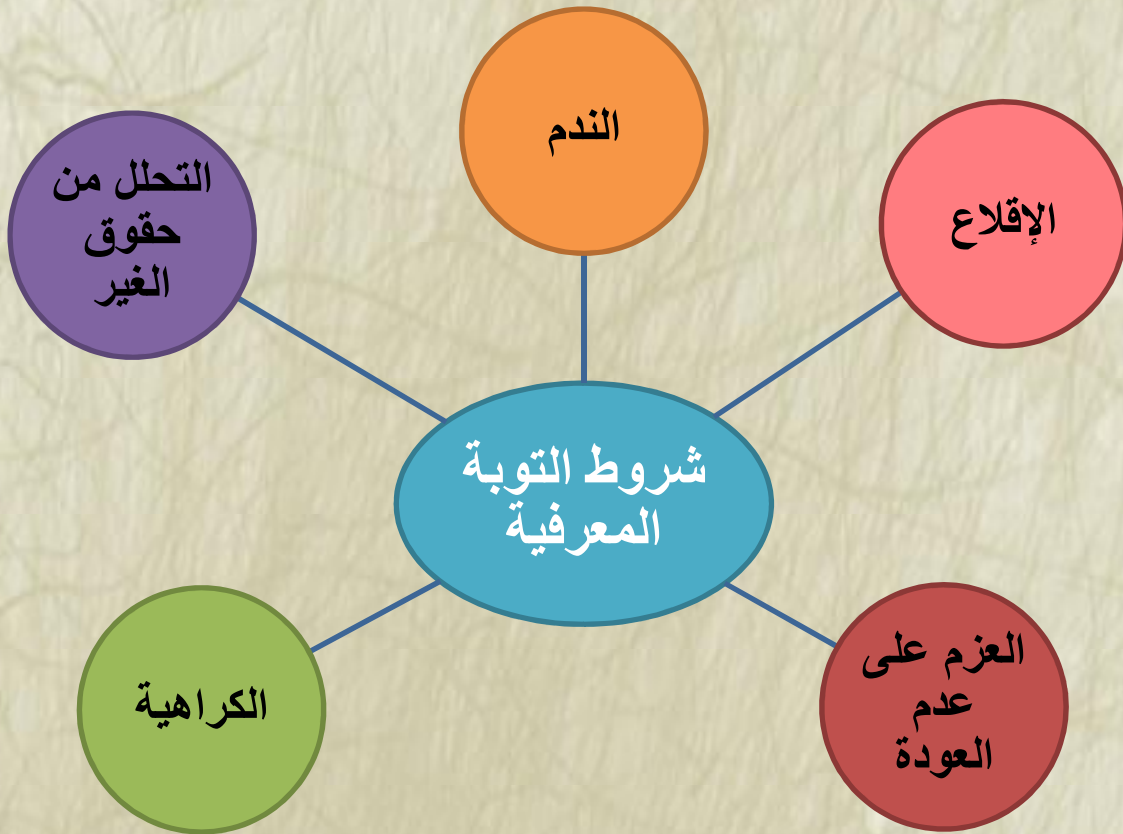 الندم
الإقلاع
التحلل من
حقوق
الغير
شروط التوبة
المعرفية
العزم على
عدم
العودة
الكراهية